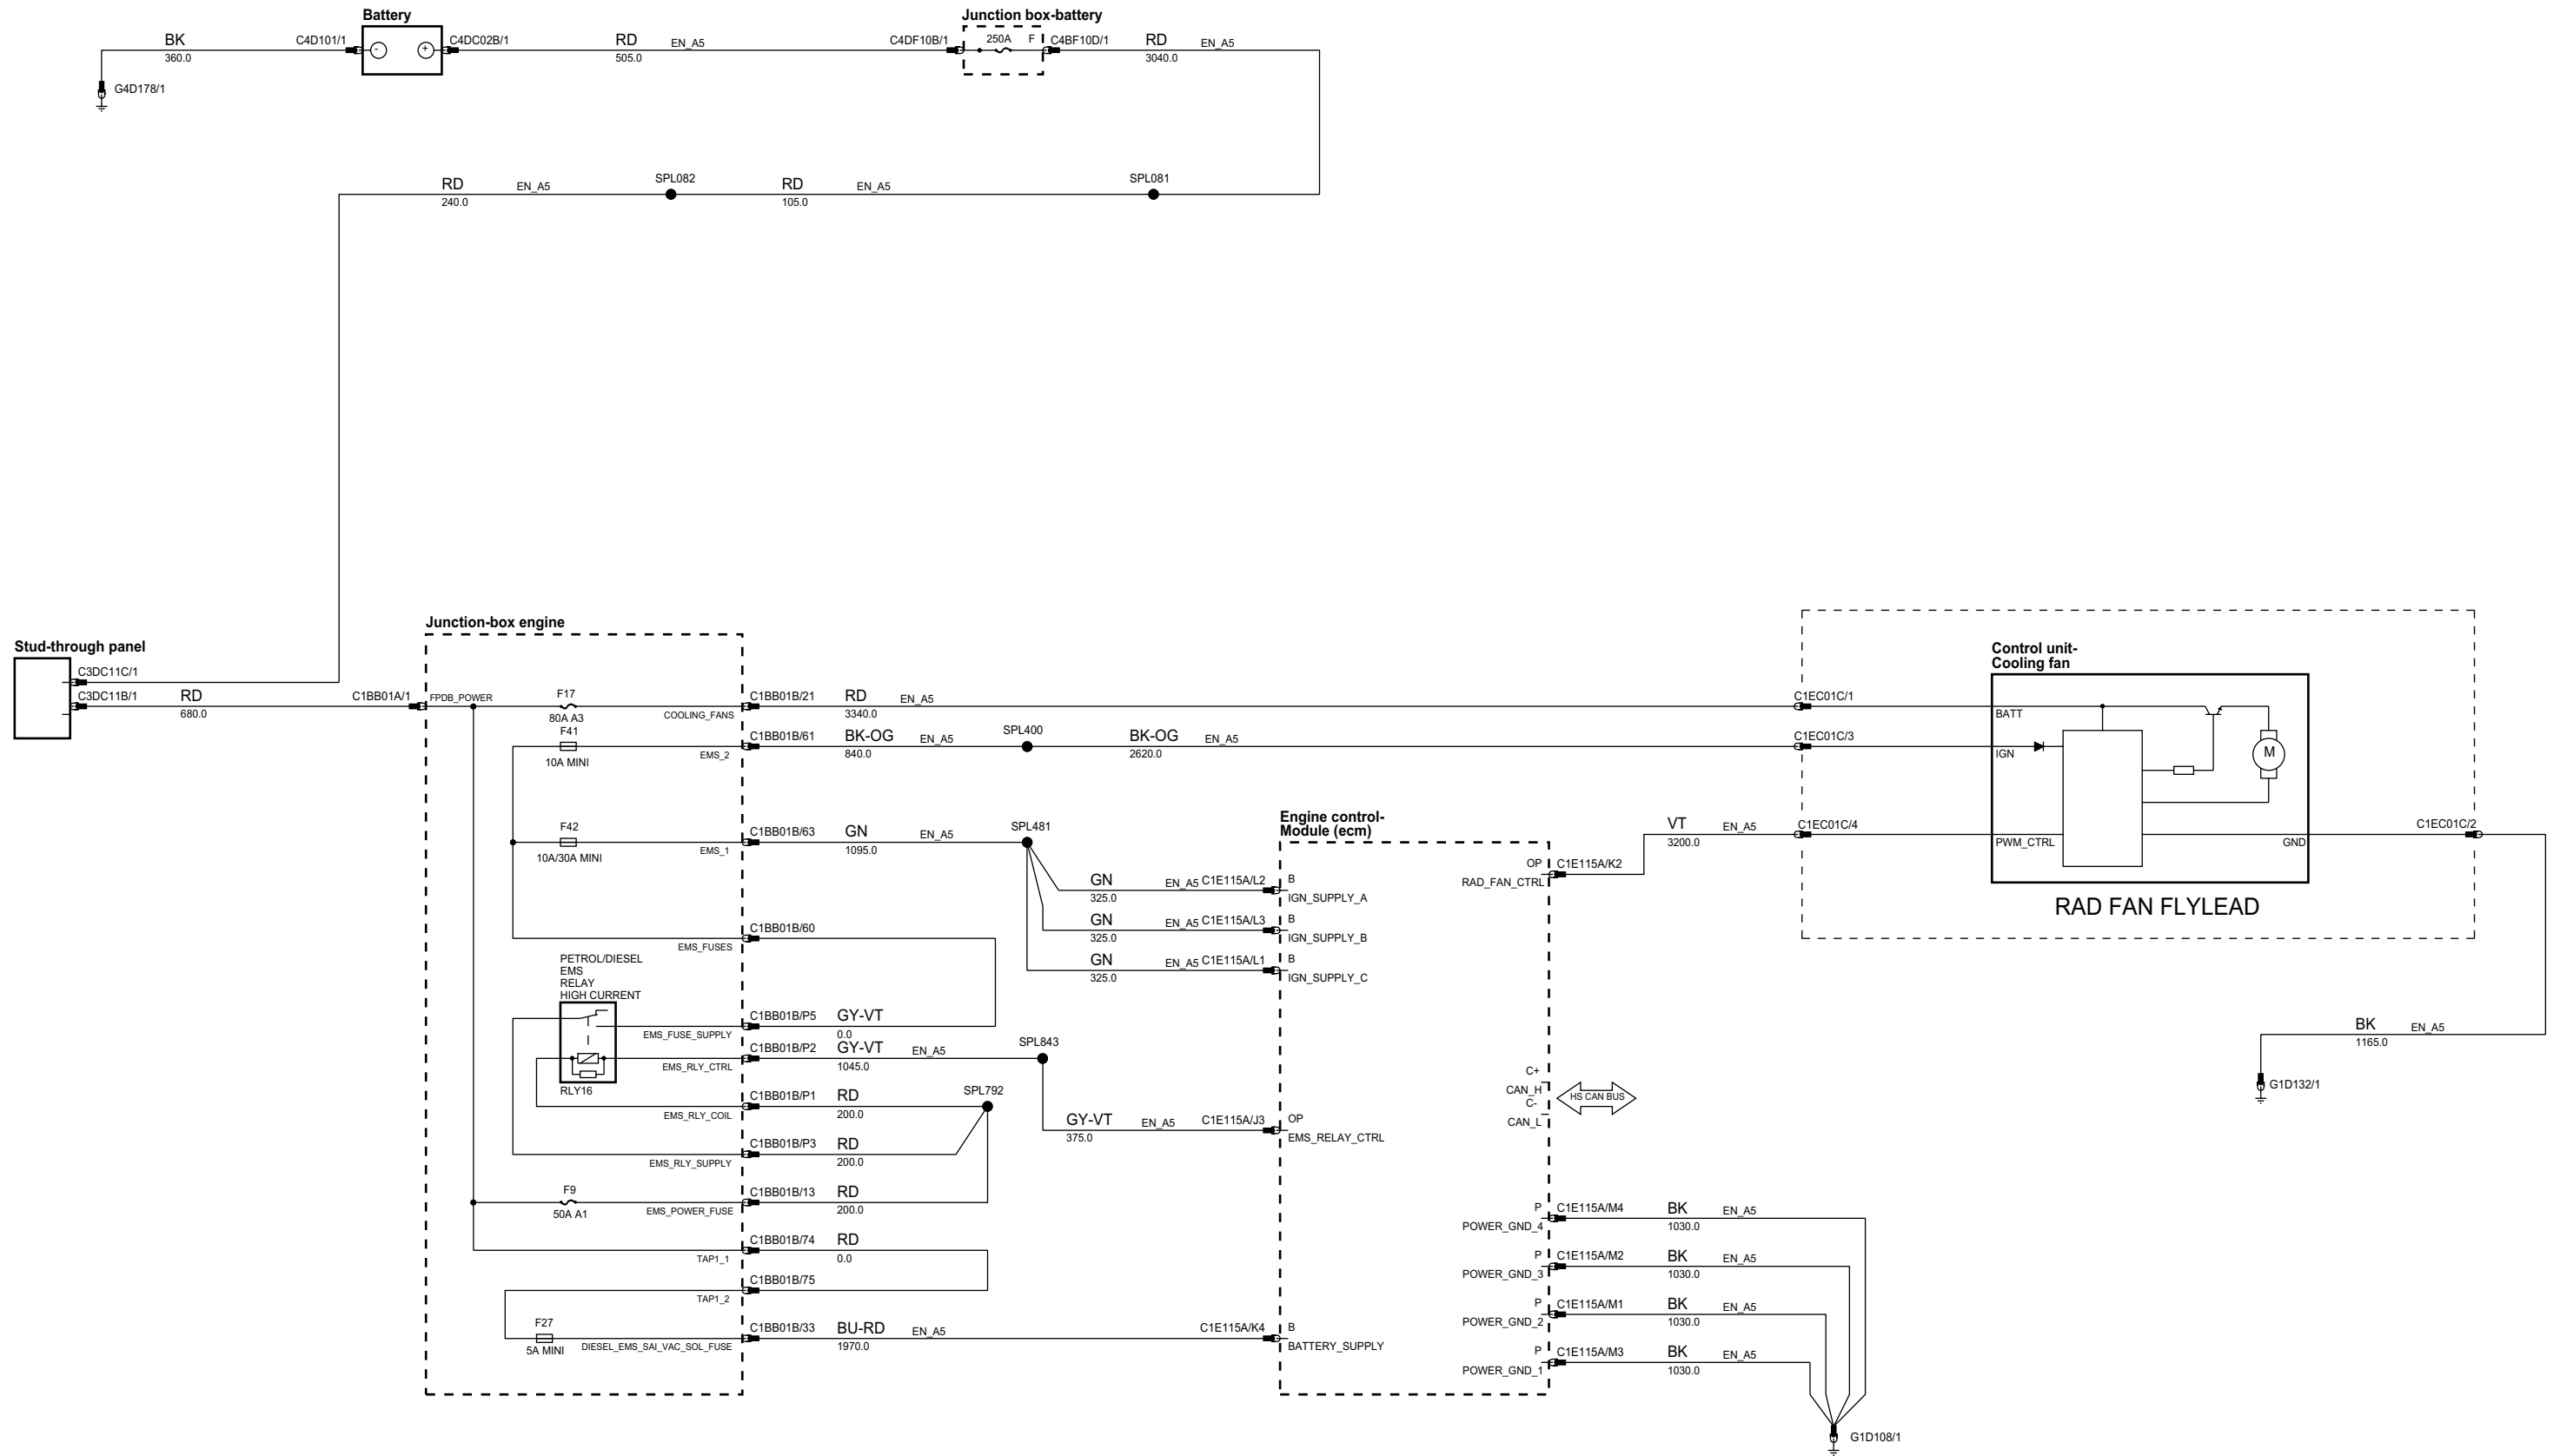 Battery
Junction box-battery
BK
360.0
C4D101/1
-
+
C4DC02B/1
RD
505.0
EN_A5
C4DF10B/1
250A
F
C4BF10D/1
RD
3040.0
EN_A5
G4D178/1
RD
240.0
EN_A5
SPL082
RD
105.0
EN_A5
SPL081
Stud-through panel
C3DC11C/1
C3DC11B/1
RD
680.0
C1BB01A/1
Junction-box engine
FPDB_POWER
F17
80A A3
COOLING_FANS
C1BB01B/21
RD
3340.0
EN_A5
C1EC01C/1
F41
10A MINI
EMS_2
C1BB01B/61
BK-OG
840.0
EN_A5
SPL400
BK-OG
2620.0
EN_A5
C1EC01C/3
Control unit-
Cooling fan
BATT
IGN
M
PWM_CTRL
GND
RAD FAN FLYLEAD
F42
10A/30A MINI
EMS_1
C1BB01B/63
GN
1095.0
EN_A5
SPL481
Engine control-
Module (ecm)
VT
3200.0
EN_A5
C1EC01C/4
C1EC01C/2
OP
RAD_FAN_CTRL
C1E115A/K2
GN
325.0
EN_A5
C1E115A/L2
B
IGN_SUPPLY_A
GN
325.0
EN_A5
C1E115A/L3
B
IGN_SUPPLY_B
GN
325.0
EN_A5
C1E115A/L1
B
IGN_SUPPLY_C
EMS_FUSES
C1BB01B/60
PETROL/DIESEL
EMS
RELAY
HIGH CURRENT
RLY16
EMS_FUSE_SUPPLY
C1BB01B/P5
GY-VT
0.0
EMS_RLY_CTRL
C1BB01B/P2
GY-VT
1045.0
EN_A5
SPL843
BK
1165.0
EN_A5
G1D132/1
C+
CAN_H
C-
CAN_L
HS CAN BUS
EMS_RLY_COIL
C1BB01B/P1
RD
200.0
SPL792
GY-VT
375.0
EN_A5
C1E115A/J3
OP
EMS_RELAY_CTRL
EMS_RLY_SUPPLY
C1BB01B/P3
RD
200.0
F9
50A A1
EMS_POWER_FUSE
C1BB01B/13
RD
200.0
P
POWER_GND_4
C1E115A/M4
BK
1030.0
EN_A5
TAP1_1
C1BB01B/74
RD
0.0
P
POWER_GND_3
C1E115A/M2
BK
1030.0
EN_A5
TAP1_2
C1BB01B/75
P
POWER_GND_2
C1E115A/M1
BK
1030.0
EN_A5
F27
5A MINI
DIESEL_EMS_SAI_VAC_SOL_FUSE
C1BB01B/33
BU-RD
1970.0
EN_A5
C1E115A/K4
B
BATTERY_SUPPLY
P
POWER_GND_1
C1E115A/M3
BK
1030.0
EN_A5
G1D108/1